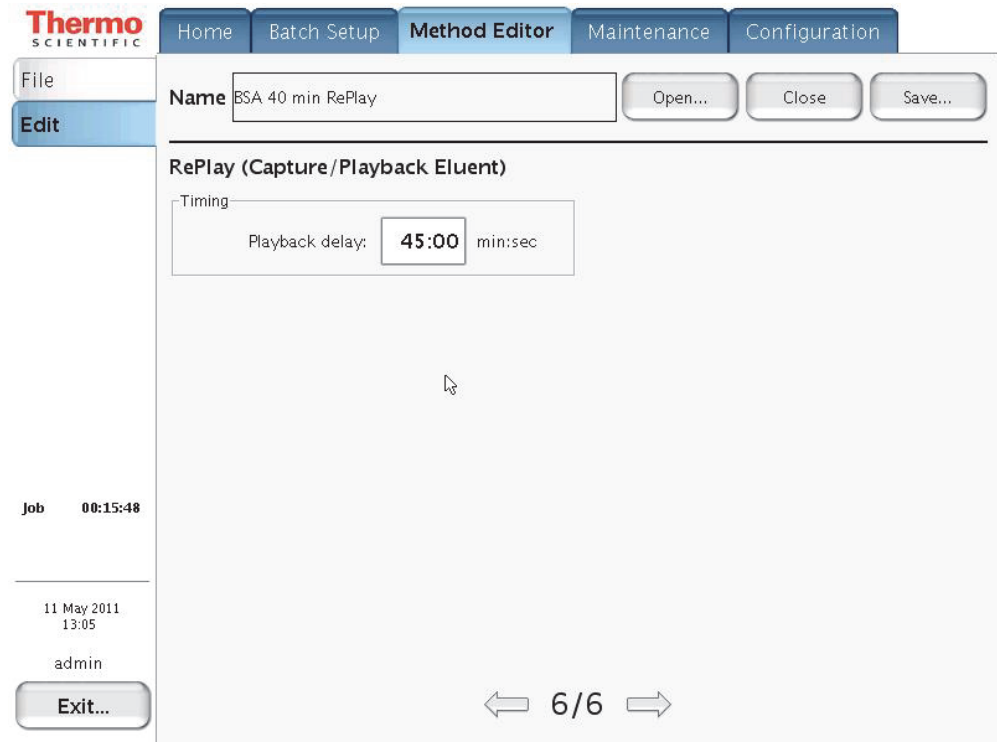 Thermo
SCIENTIFIC
Home
Batch Setup
Method Editor
Maintenance
Configuration
File
Edit
Name BSA 40 min RePlay
Open...
Close
Save...
RePlay (Capture/Playback Eluent)
Timing
Playback delay: 45:00 min:sec
Job 00:15:48
11 May 2011
13:05
admin
Exit...
6/6